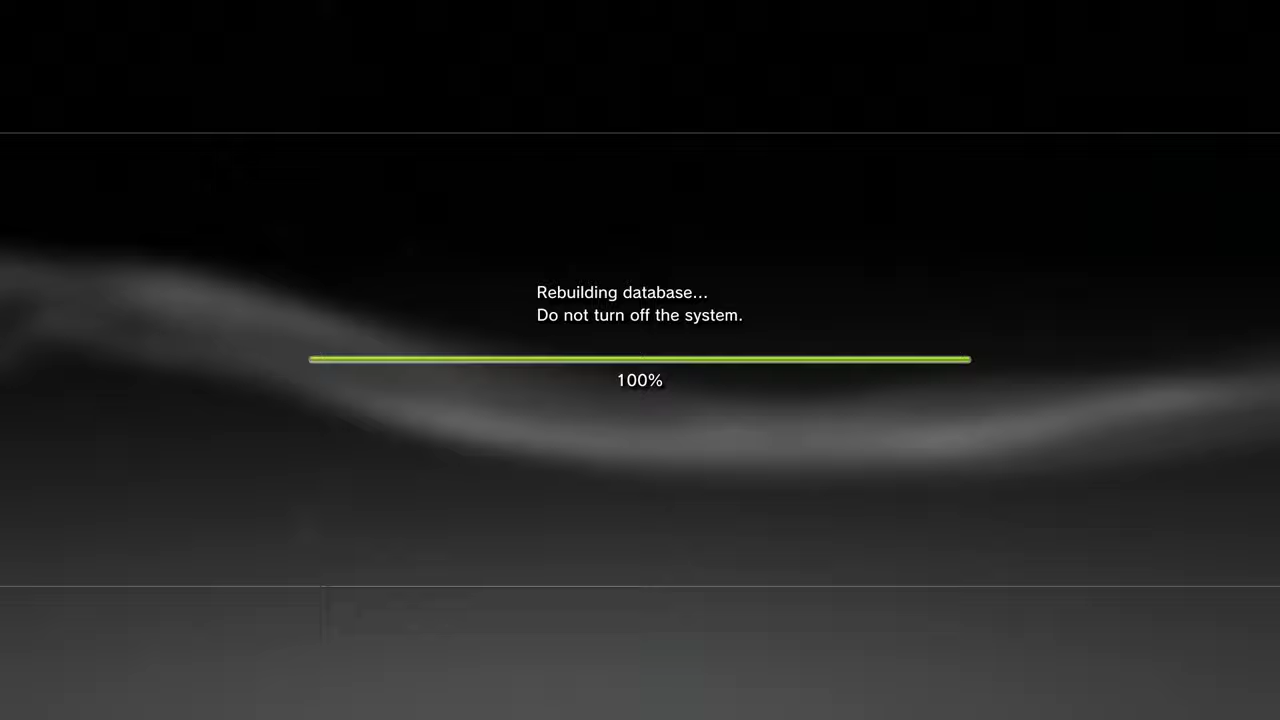 Rebuilding database...
Do not turn off the system.
100%